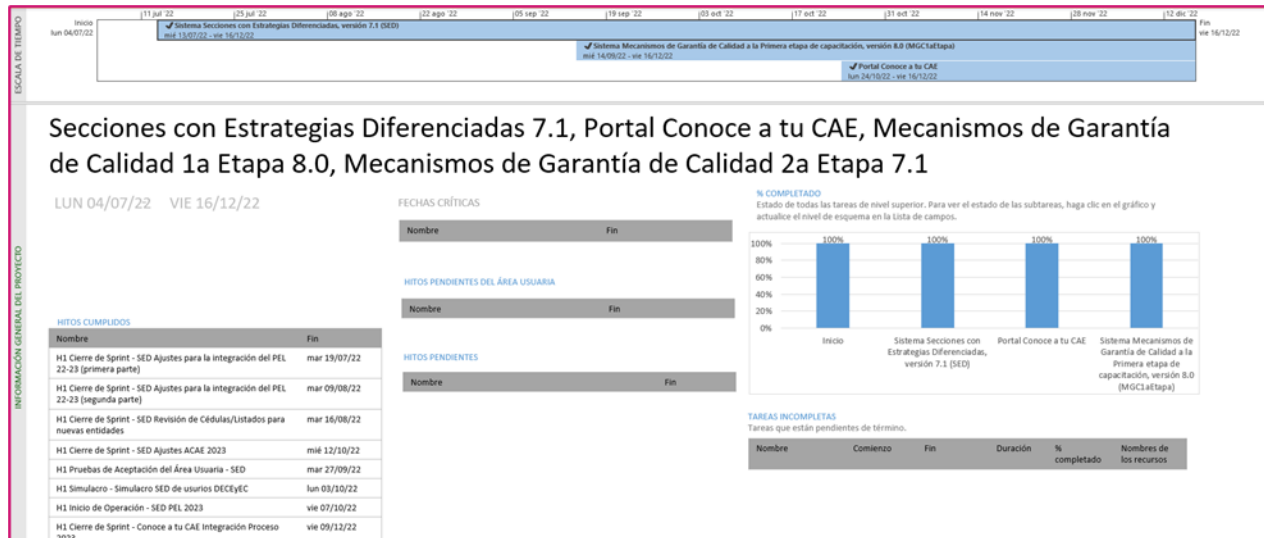 ESCALA DE TIEMPO
11 jul '22 25 jul '22 08 ago '22 22 ago '22 05 sep '22 19 sep '22 03 oct '22 17 oct '22 31 oct '22 14 nov '22 28 nov '22 12 dic '22
Inicio
lun 04/07/22
✔ Sistema Secciones con Estrategias Diferenciadas, versión 7.1 (SED)
mié 13/07/22 - vie 16/12/22
✔ Sistema Mecanismos de Garantía de Calidad a la Primera etapa de capacitación, versión 8.0 (MGC1aEtapa)
mié 14/09/22 - vie 16/12/22
✔ Portal Conoce a tu CAE
lun 24/10/22 - vie 16/12/22
Fin
vie 16/12/22
INFORMACIÓN GENERAL DEL PROYECTO
Secciones con Estrategias Diferenciadas 7.1, Portal Conoce a tu CAE, Mecanismos de Garantía
de Calidad 1a Etapa 8.0, Mecanismos de Garantía de Calidad 2a Etapa 7.1
LUN 04/07/22 VIE 16/12/22
HITOS CUMPLIDOS
Nombre Fin
H1 Cierre de Sprint - SED Ajustes para la integración del PEL mar 19/07/22
22-23 (primera parte)
H1 Cierre de Sprint - SED Ajustes para la integración del PEL mar 09/08/22
22-23 (segunda parte)
H1 Cierre de Sprint - SED Revisión de Cédulas/Listados para mar 16/08/22
nuevas entidades
H1 Cierre de Sprint - SED Ajustes ACAE 2023 mié 12/10/22
H1 Pruebas de Aceptación del Área Usuaria - SED mar 27/09/22
H1 Simulacro - Simulacro SED de usurios DECEyEC lun 03/10/22
H1 Inicio de Operación - SED PEL 2023 vie 07/10/22
H1 Cierre de Sprint - Conoce a tu CAE Integración Proceso vie 09/12/22
2023
FECHAS CRÍTICAS
Nombre Fin
HITOS PENDIENTES DEL ÁREA USUARIA
Nombre Fin
HITOS PENDIENTES
Nombre Fin
% COMPLETADO
Estado de todas las tareas de nivel superior. Para ver el estado de las subtareas, haga clic en el gráfico y
actualice el nivel de esquema en la Lista de campos.
100% 100% 100% 100%
100%
80%
60%
40%
20%
0%
Inicio
Sistema Secciones con
Estrategias Diferenciadas,
versión 7.1 (SED)
Portal Conoce a tu CAE
Sistema Mecanismos de
Garantía de Calidad a la
Primera etapa de
capacitación, versión 8.0
(MGC1aEtapa)
TAREAS INCOMPLETAS
Tareas que están pendientes de término.
Nombre Comienzo Fin Duración % Nombres de
completado los recursos